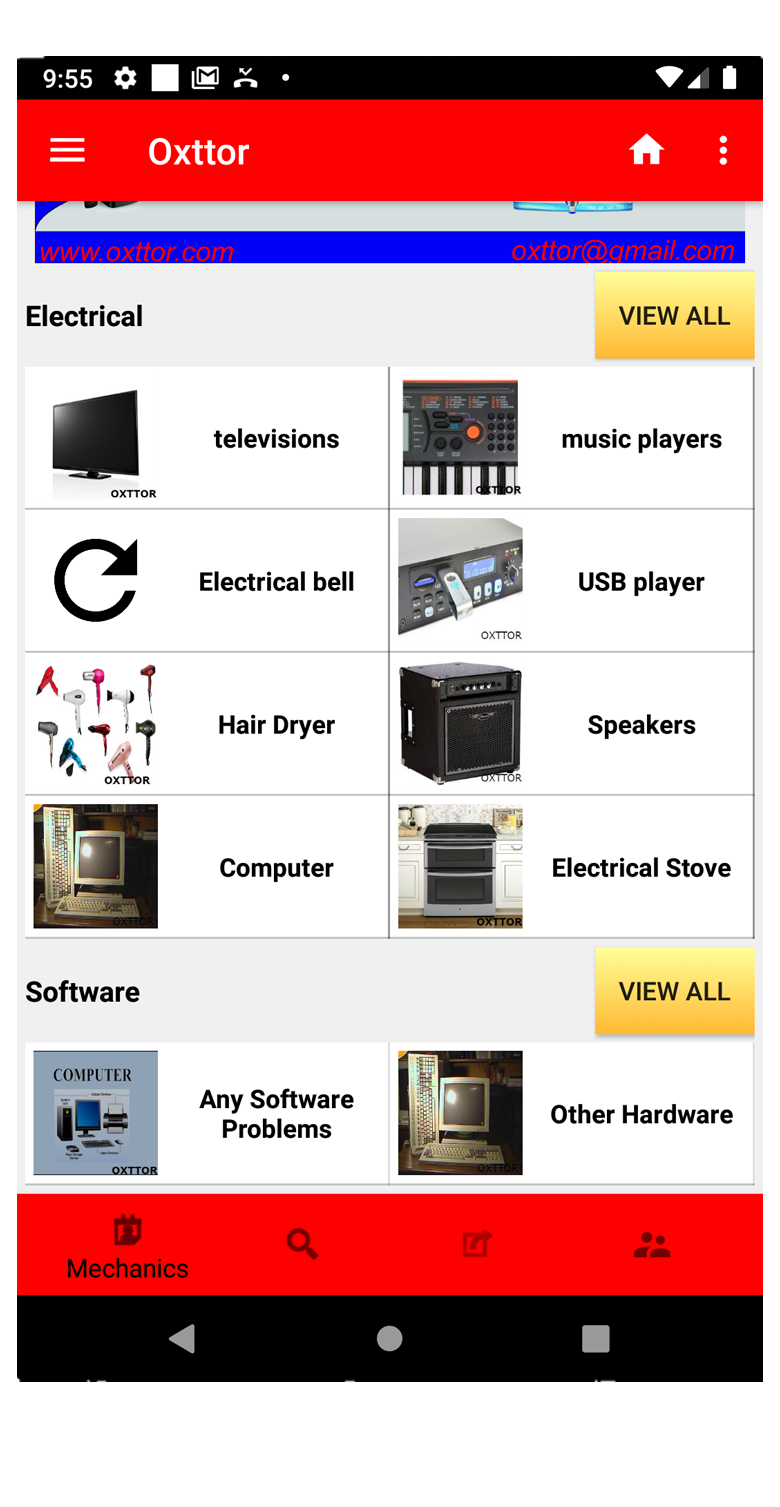 9:55
Oxttor
www.oxttor.com oxttor@gmail.com
Electrical VIEW ALL
televisions music players
OXTTOR OXTTOR
Electrical bell USB player
OXTTOR
Hair Dryer Speakers
OXTTOR OXTTOR
Computer Electrical Stove
OXTTOR OXTTOR
Software VIEW ALL
COMPUTER
Any Software
Problems
Other Hardware
OXTTOR OXTTOR
Mechanics